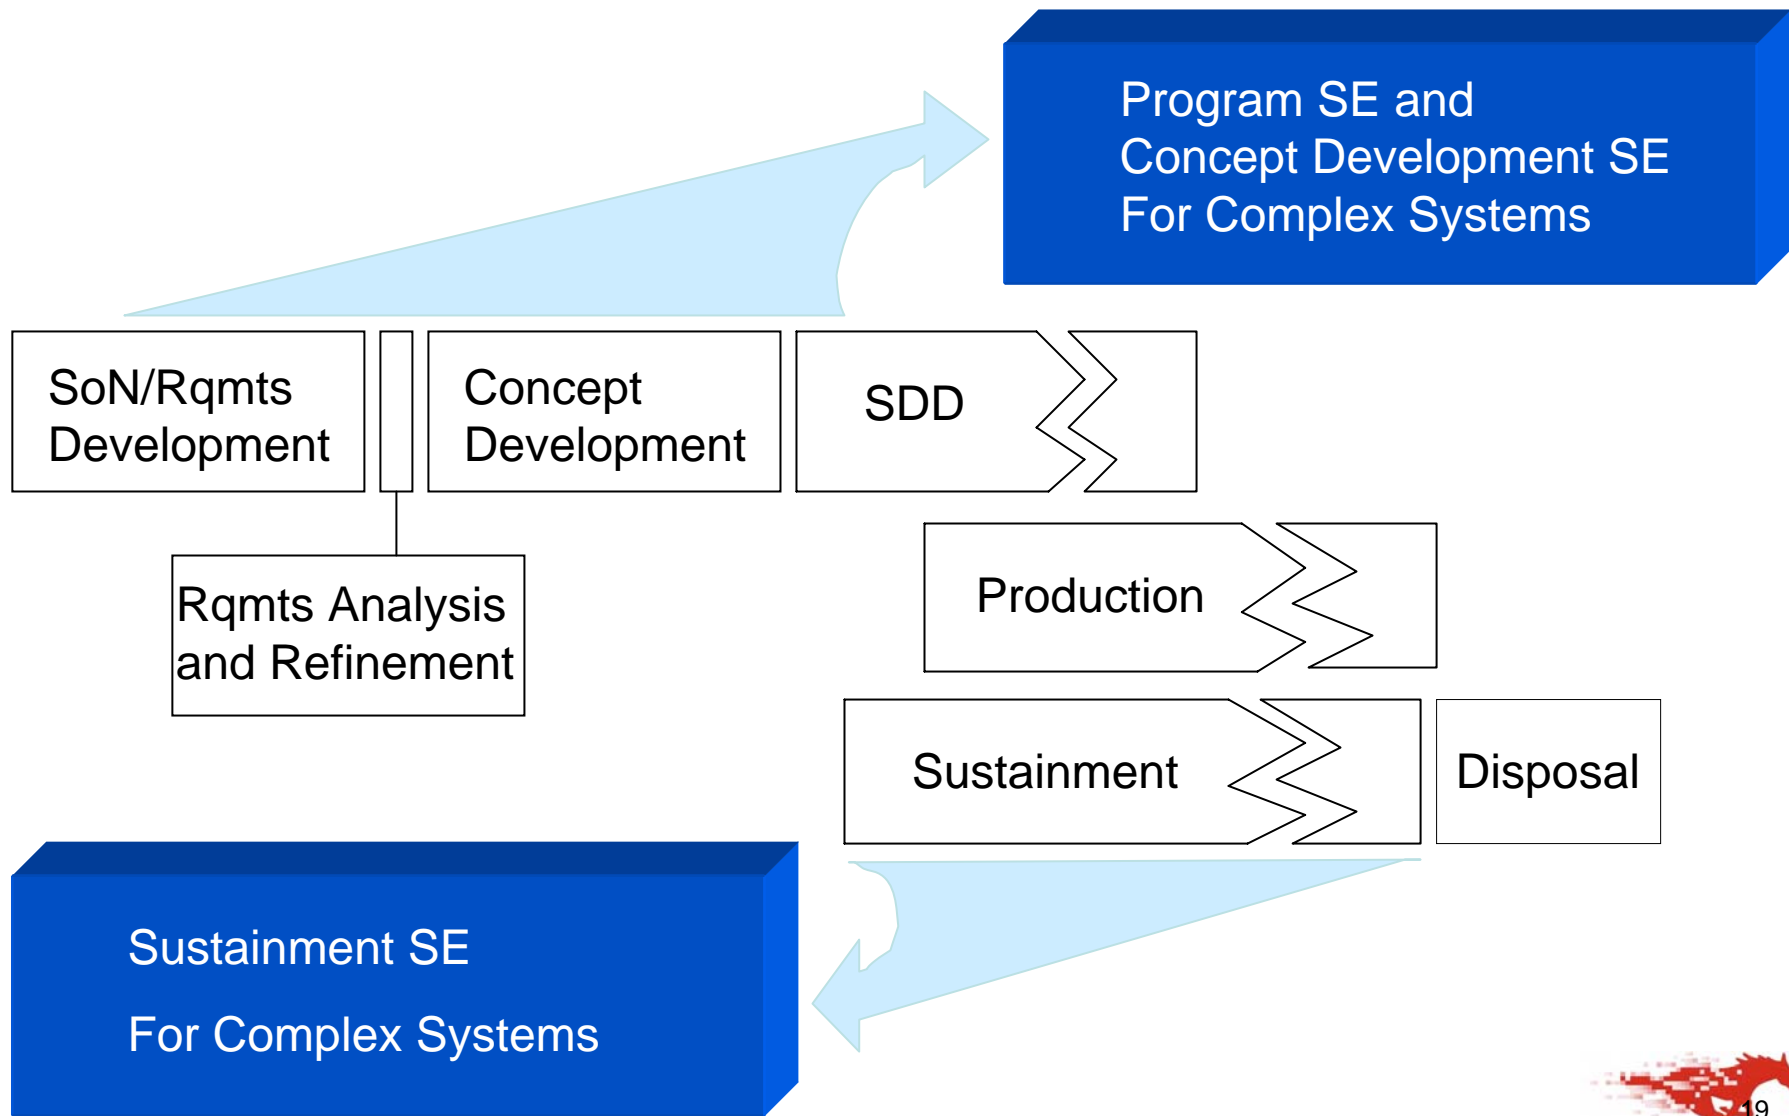 Program SE and
Concept Development SE
For Complex Systems
SoN/Rqmts
Development
Concept
Development
SDD
Rqmts Analysis
and Refinement
Production
Sustainment
Disposal
Sustainment SE
For Complex Systems
19